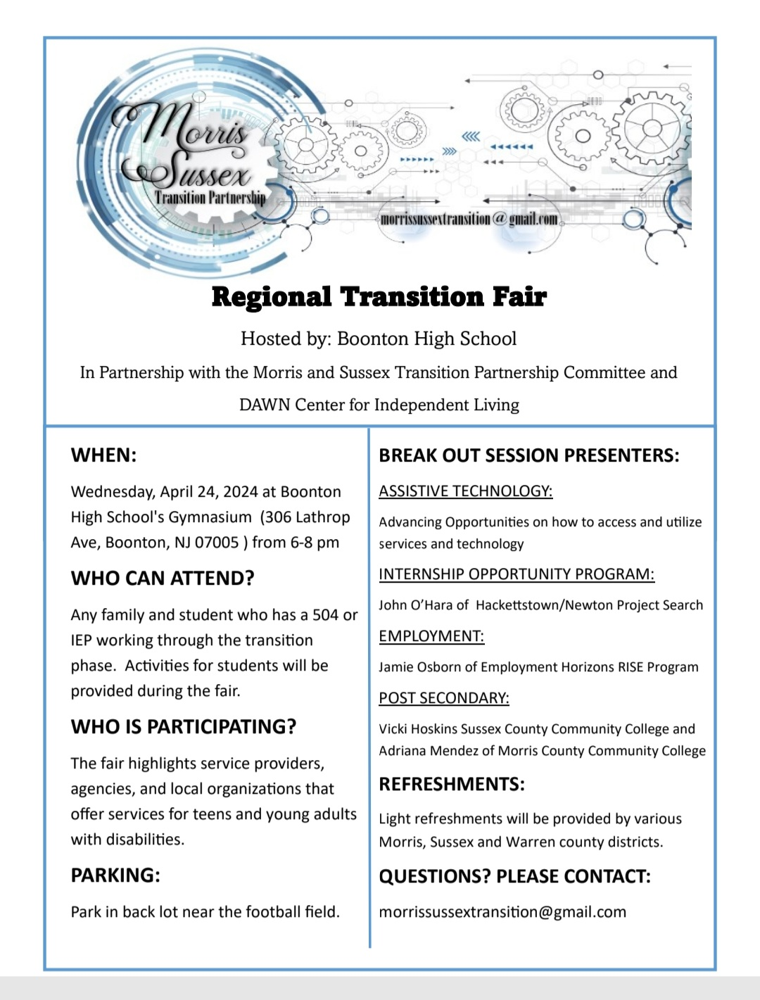 Morris
Sussex
Transition Partnership
morrissussextransition@gmail.com
Regional Transition Fair
Hosted by: Boonton High School
In Partnership with the Morris and Sussex Transition Partnership Committee and
DAWN Center for Independent Living
WHEN:
Wednesday, April 24, 2024 at Boonton
High School's Gymnasium  (306 Lathrop
Ave, Boonton, NJ 07005 ) from 6-8 pm
WHO CAN ATTEND?
Any family and student who has a 504 or
IEP working through the transition
phase.  Activities for students will be
provided during the fair.
WHO IS PARTICIPATING?
The fair highlights service providers,
agencies, and local organizations that
offer services for teens and young adults
with disabilities.
PARKING:
Park in back lot near the football field.
BREAK OUT SESSION PRESENTERS:
ASSISTIVE TECHNOLOGY:
Advancing Opportunities on how to access and utilize
services and technology
INTERNSHIP OPPORTUNITY PROGRAM:
John O’Hara of  Hackettstown/Newton Project Search
EMPLOYMENT:
Jamie Osborn of Employment Horizons RISE Program
POST SECONDARY:
Vicki Hoskins Sussex County Community College and
Adriana Mendez of Morris County Community College
REFRESHMENTS:
Light refreshments will be provided by various
Morris, Sussex and Warren county districts.
QUESTIONS? PLEASE CONTACT:
morrissussextransition@gmail.com